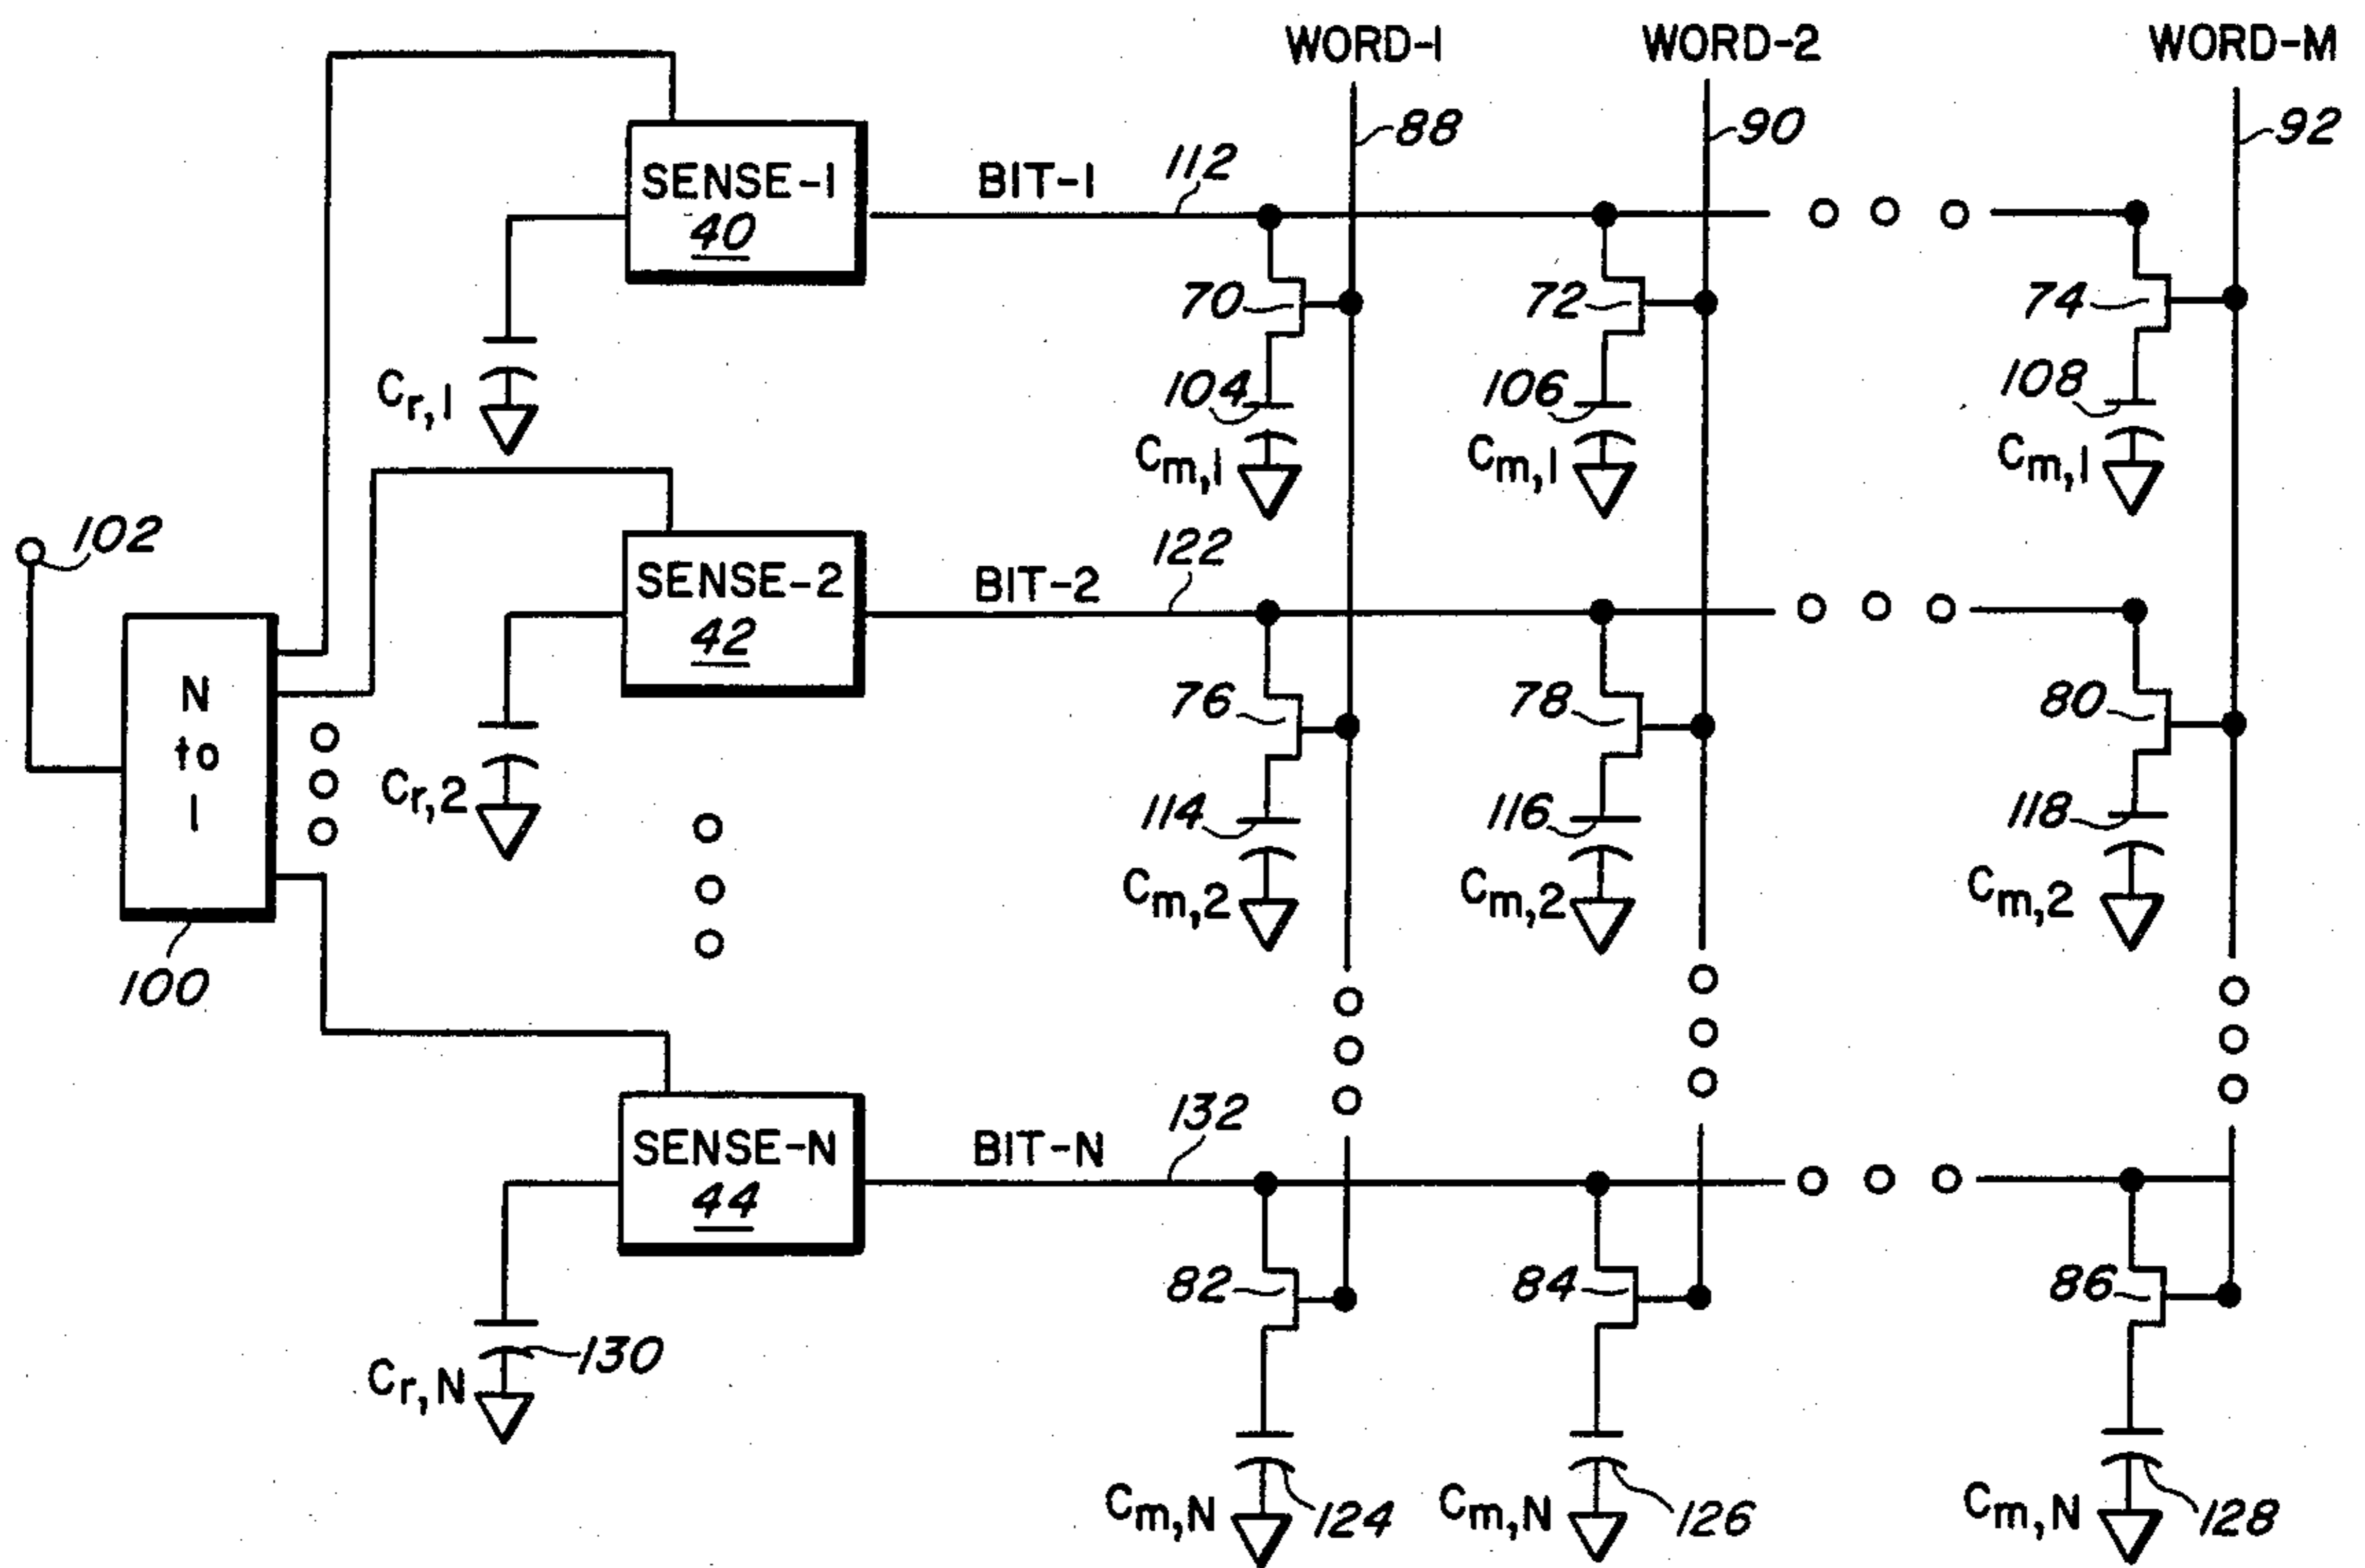 WORD-1 WORD-2 WORD-M
88 90 92
SENSE-1
40
BIT-1 112
70 72 74
Cr,1
104 106 108
Cm,1 Cm,1 Cm,1
102
SENSE-2
42
BIT-2 122
N
to
1
76 78 80
Cr,2
114 116 118
Cm,2 Cm,2 Cm,2
100
SENSE-N
44
BIT-N 132
82 84 86
130
Cr,N
Cm,N 124 Cm,N 126 Cm,N 128